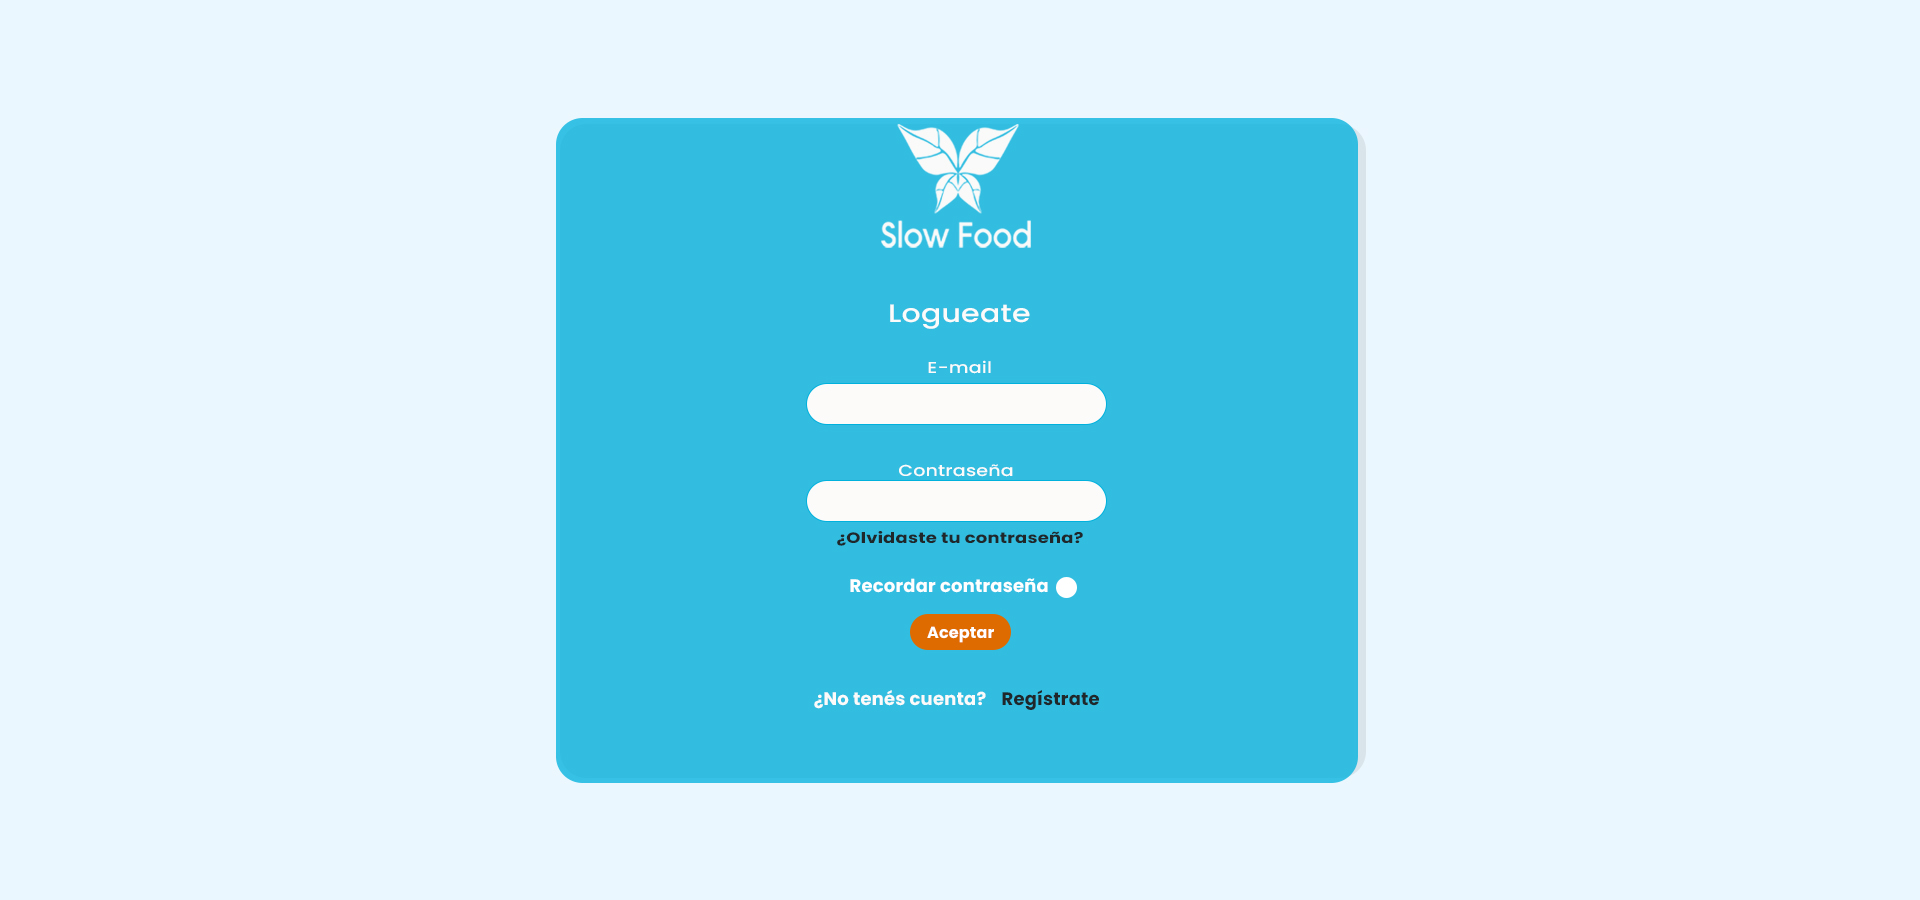 Slow Food
Logueate
E-mail
Contraseña
¿Olvidaste tu contraseña?
Recordar contraseña
Aceptar
¿No tenés cuenta? Regístrate